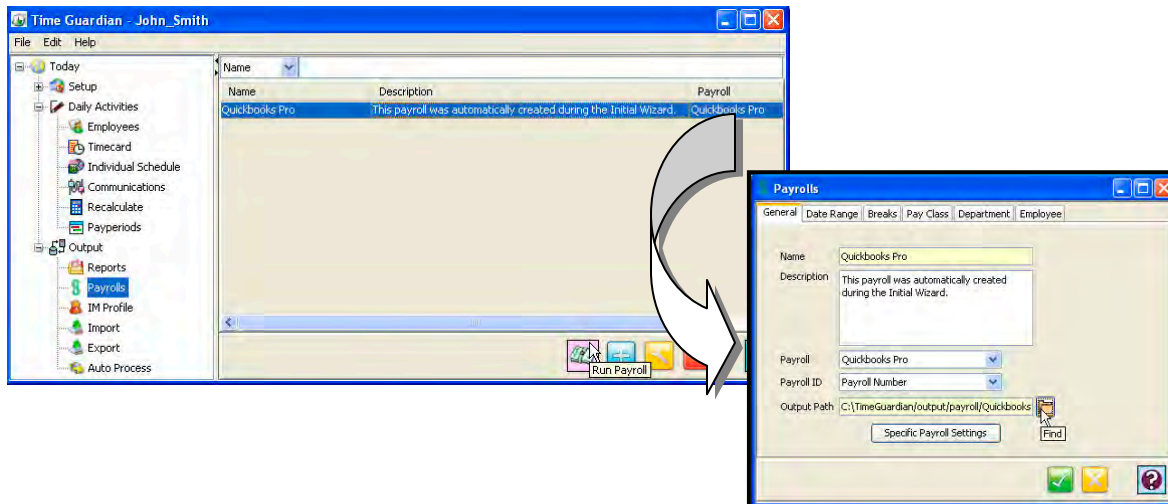 Time Guardian - John_Smith
File Edit Help
Today
Setup
Daily Activities
Employees
Timecard
Individual Schedule
Communications
Recalculate
Payperiods
Output
Reports
Payrolls
IM Profile
Import
Export
Auto Process
Name
Name Description Payroll
Quickbooks Pro This payroll was automatically created during the Initial Wizard. Quickbooks Pro
Run Payroll
Payrolls
General Date Range Breaks Pay Class Department Employee
Name Quickbooks Pro
Description This payroll was automatically created
during the Initial Wizard.
Payroll Quickbooks Pro
Payroll ID Payroll Number
Output Path C:\TimeGuardian/output/payroll/Quickbooks
Specific Payroll Settings
Find